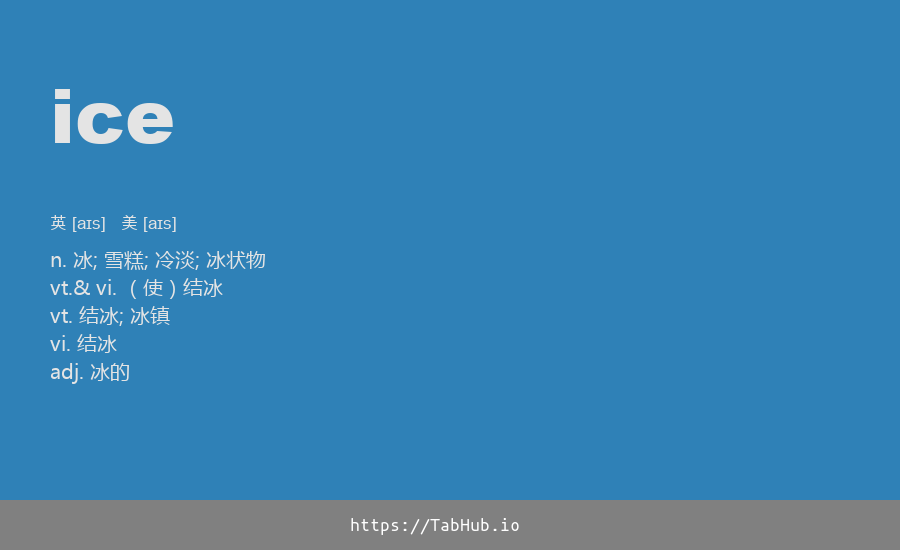 ice
英 [aɪs]   美 [aɪs]
n. 冰; 雪糕; 冷淡; 冰状物
vt.& vi.（使）结冰
vt. 结冰; 冰镇
vi. 结冰
adj. 冰的
https://TabHub.io